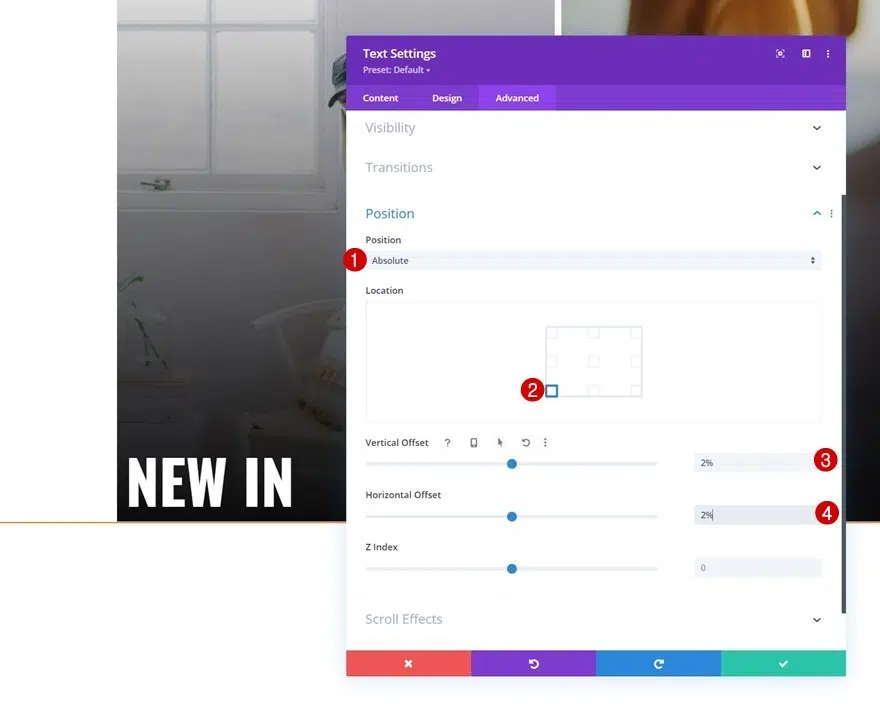 Text Settings
Preset: Default
Content Design Advanced
Visibility
Transitions
Position
Position
1 Absolute
Location
2
Vertical Offset ?
2% 3
NEW IN
Horizontal Offset
2% 4
Z Index
0
Scroll Effects